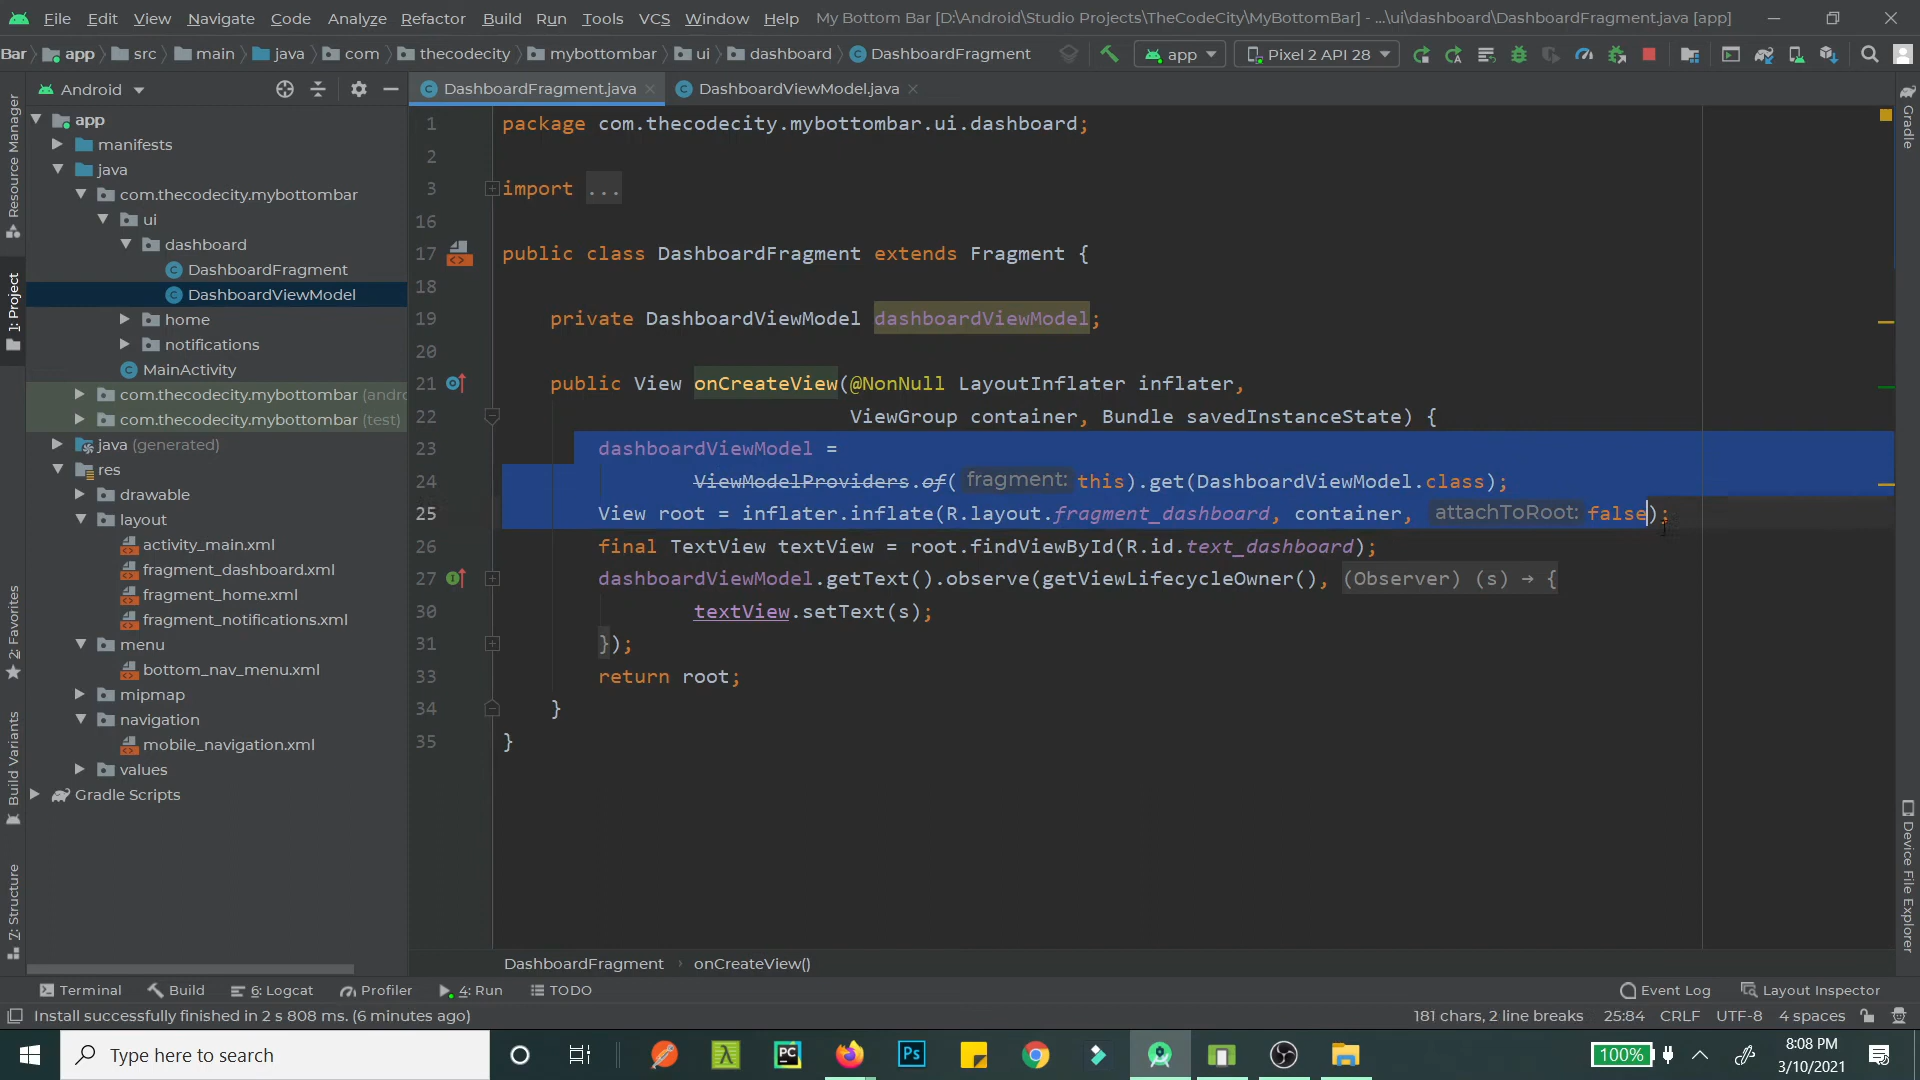 File Edit View Navigate Code Analyze Refactor Build Run Tools VCS Window Help My Bottom Bar [D:\Android\Studio Projects\TheCodeCity\MyBottomBar] - ...\ui\dashboard\DashboardFragment.java [app]
Bar app src main java com thecodecity mybottombar ui dashboard DashboardFragment app Pixel 2 API 28
Android
DashboardFragment.java DashboardViewModel.java
app
manifests
java
com.thecodecity.mybottombar
ui
dashboard
DashboardFragment
DashboardViewModel
home
notifications
MainActivity
com.thecodecity.mybottombar (andro
com.thecodecity.mybottombar (test)
java (generated)
res
drawable
layout
activity_main.xml
fragment_dashboard.xml
fragment_home.xml
fragment_notifications.xml
menu
bottom_nav_menu.xml
mipmap
navigation
mobile_navigation.xml
values
Gradle Scripts
Resource Manager
1: Project
2: Favorites
Build Variants
7: Structure
1 package com.thecodecity.mybottombar.ui.dashboard;
2
3 import ...
16
17 public class DashboardFragment extends Fragment {
18
19 private DashboardViewModel dashboardViewModel;
20
21 public View onCreateView(@NonNull LayoutInflater inflater,
22 ViewGroup container, Bundle savedInstanceState) {
23 dashboardViewModel =
24 ViewModelProviders.of( fragment: this).get(DashboardViewModel.class);
25 View root = inflater.inflate(R.layout.fragment_dashboard, container, attachToRoot: false);
26 final TextView textView = root.findViewById(R.id.text_dashboard);
27 dashboardViewModel.getText().observe(getViewLifecycleOwner(), (Observer) (s) → {
30 textView.setText(s);
31 });
33 return root;
34 }
35 }
Gradle
Device File Explorer
DashboardFragment › onCreateView()
Terminal Build 6: Logcat Profiler 4: Run TODO Event Log Layout Inspector
Install successfully finished in 2 s 808 ms. (6 minutes ago) 181 chars, 2 line breaks 25:84 CRLF UTF-8 4 spaces
Type here to search
PC
Ps
100%
8:08 PM
3/10/2021